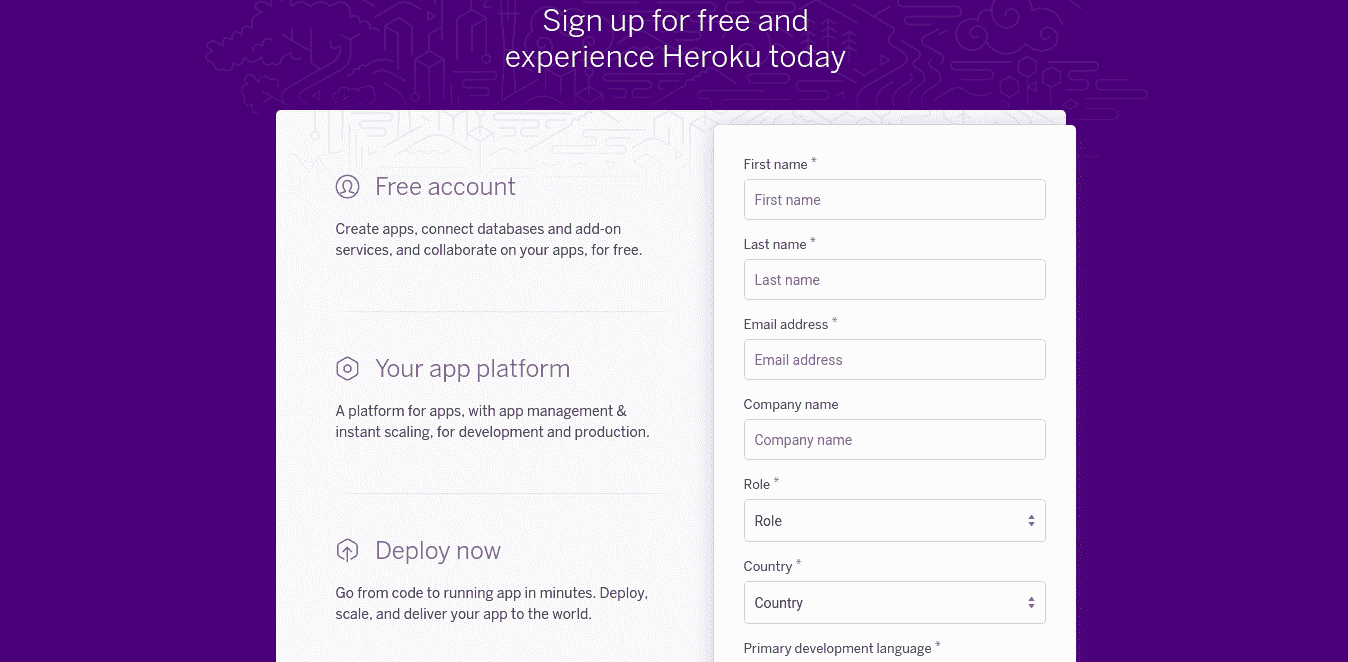 Sign up for free and
experience Heroku today
Free account
Create apps, connect databases and add-on
services, and collaborate on your apps, for free.
Your app platform
A platform for apps, with app management &
instant scaling, for development and production.
Deploy now
Go from code to running app in minutes. Deploy,
scale, and deliver your app to the world.
First name *
First name
Last name *
Last name
Email address *
Email address
Company name
Company name
Role *
Role
Country *
Country
Primary development language *